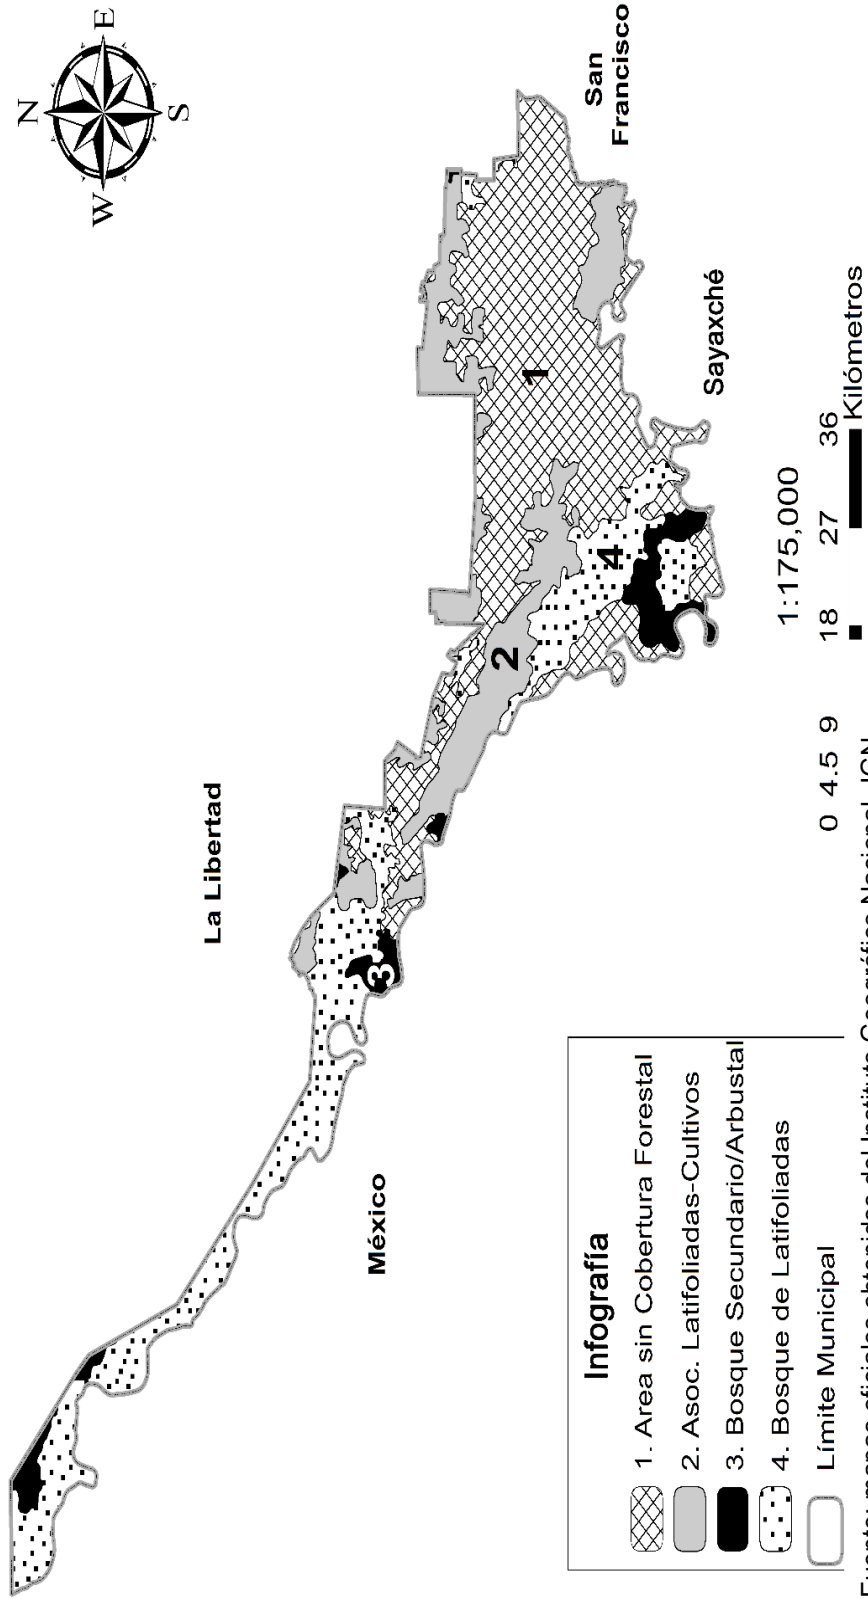 N
W E
S
La Libertad
México
San
Francisco
Sayaxché
1
2
3
4
Infografía
1. Area sin Cobertura Forestal
2. Asoc. Latifoliadas-Cultivos
3. Bosque Secundario/Arbustal
4. Bosque de Latifoliadas
Límite Municipal
1:175,000
0 4.5 9 18 27 36
Kilómetros
Fuente: mapas oficiales obtenidos del Instituto Geográfico Nacional -IGN-